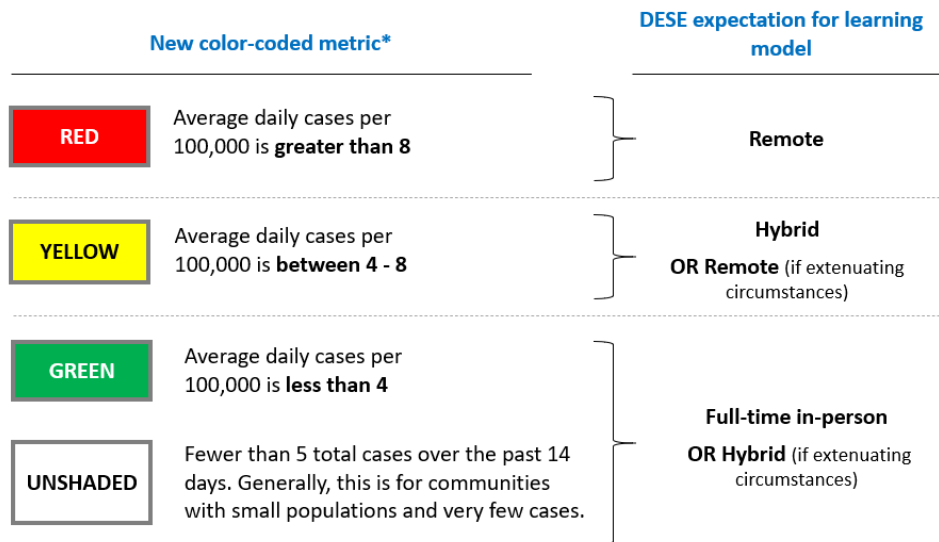 New color-coded metric*
DESE expectation for learning
model
RED
Average daily cases per
100,000 is greater than 8
Remote
YELLOW
Average daily cases per
100,000 is between 4 - 8
Hybrid
OR Remote (if extenuating
circumstances)
GREEN
Average daily cases per
100,000 is less than 4
UNSHADED
Fewer than 5 total cases over the past 14
days. Generally, this is for communities
with small populations and very few cases.
Full-time in-person
OR Hybrid (if extenuating
circumstances)